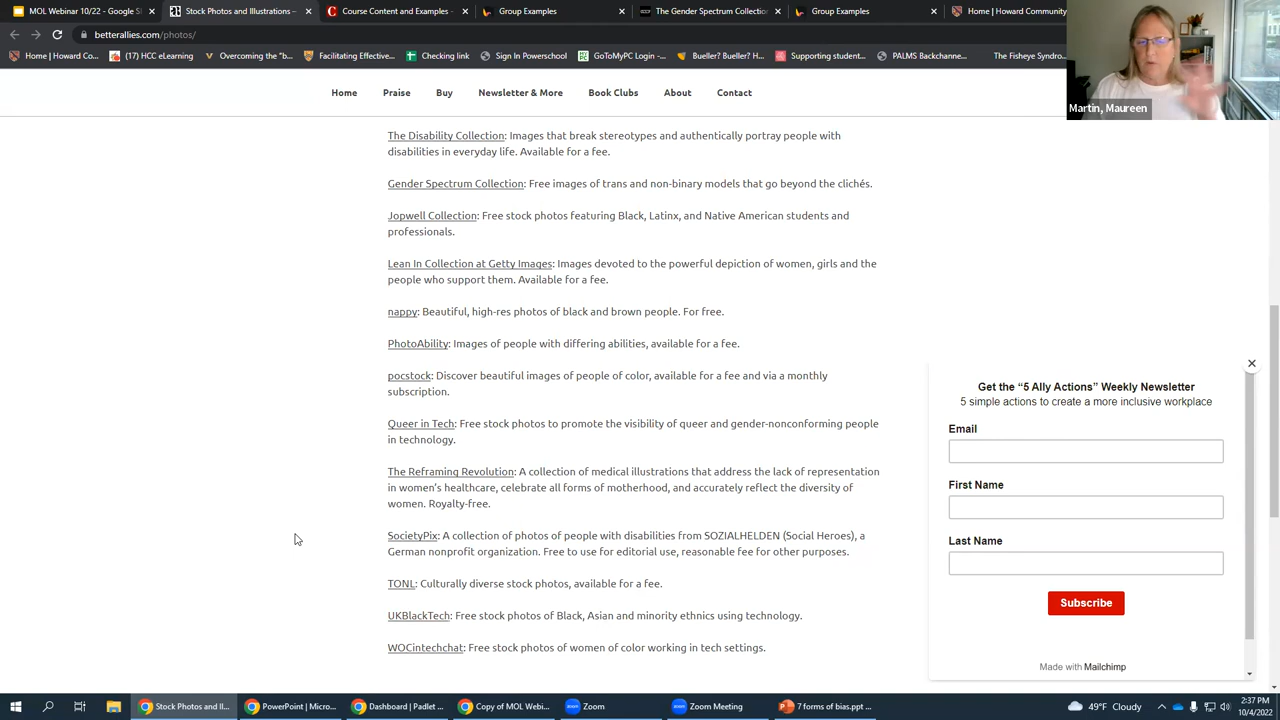 MOL Webinar 10/22 - Google Sl
Stock Photos and Illustrations –
Course Content and Examples -
Group Examples
The Gender Spectrum Collection
Group Examples
Home | Howard Communit
betterallies.com/photos/
Home | Howard Co...
(17) HCC eLearning
Overcoming the "b...
Facilitating Effective...
Checking link
Sign In Powerschool
GoToMyPC Login -...
Bueller? Bueller? H...
Supporting student...
PALMS Backchanne...
The Fisheye Syndro...
Martin, Maureen
Home
Praise
Buy
Newsletter & More
Book Clubs
About
Contact
The Disability Collection: Images that break stereotypes and authentically portray people with
disabilities in everyday life. Available for a fee.
Gender Spectrum Collection: Free images of trans and non-binary models that go beyond the clichés.
Jopwell Collection: Free stock photos featuring Black, Latinx, and Native American students and
professionals.
Lean In Collection at Getty Images: Images devoted to the powerful depiction of women, girls and the
people who support them. Available for a fee.
nappy: Beautiful, high-res photos of black and brown people. For free.
PhotoAbility: Images of people with differing abilities, available for a fee.
pocstock: Discover beautiful images of people of color, available for a fee and via a monthly
subscription.
Queer in Tech: Free stock photos to promote the visibility of queer and gender-nonconforming people
in technology.
The Reframing Revolution: A collection of medical illustrations that address the lack of representation
in women's healthcare, celebrate all forms of motherhood, and accurately reflect the diversity of
women. Royalty-free.
SocietyPix: A collection of photos of people with disabilities from SOZIALHELDEN (Social Heroes), a
German nonprofit organization. Free to use for editorial use, reasonable fee for other purposes.
TONL: Culturally diverse stock photos, available for a fee.
UKBlackTech: Free stock photos of Black, Asian and minority ethnics using technology.
WOCintechchat: Free stock photos of women of color working in tech settings.
Get the “5 Ally Actions” Weekly Newsletter
5 simple actions to create a more inclusive workplace
Email
First Name
Last Name
Subscribe
Made with Mailchimp
Stock Photos and Il...
PowerPoint | Micro...
Dashboard | Padlet ...
Copy of MOL Webi...
Zoom
Zoom Meeting
7 forms of bias.ppt ...
49°F Cloudy
2:37 PM
10/4/2022